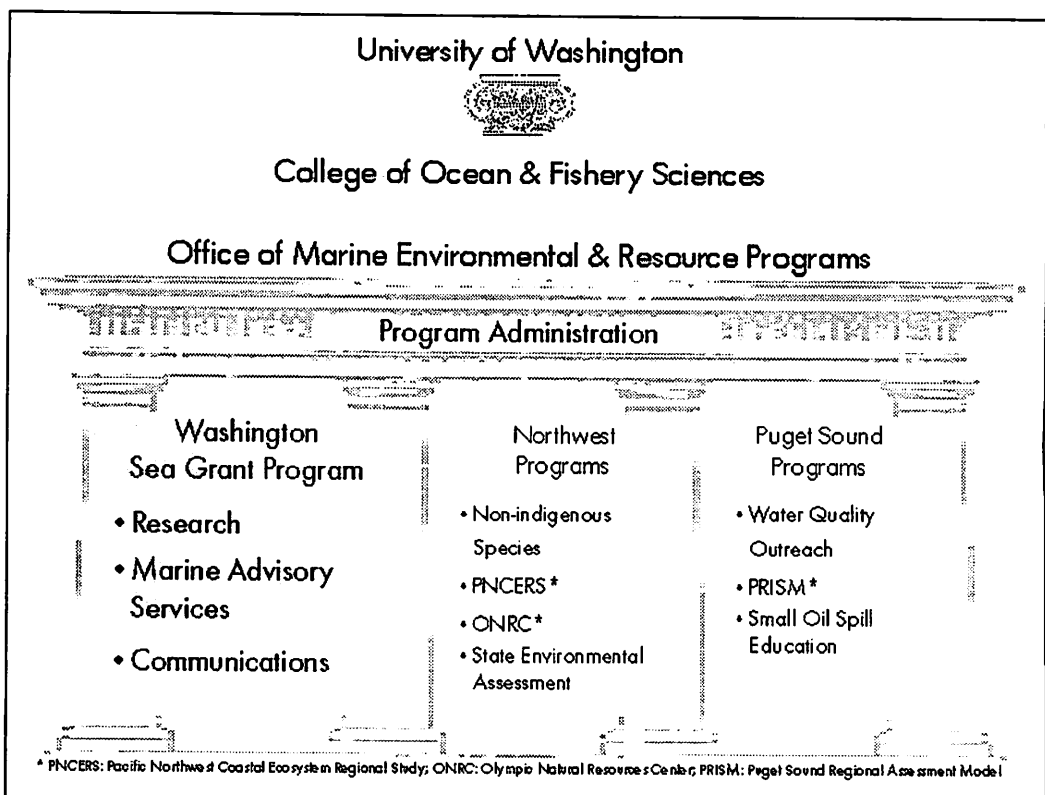 University of Washington
College of Ocean & Fishery Sciences
Office of Marine Environmental & Resource Programs
Program Administration
Washington
Sea Grant Program
• Research
• Marine Advisory
Services
• Communications
Northwest
Programs
• Non-indigenous
Species
• PNCERS*
• ONRC*
• State Environmental
Assessment
Puget Sound
Programs
• Water Quality
Outreach
• PRISM*
• Small Oil Spill
Education
* PNCERS: Pacific Northwest Coastal Ecosystem Regional Study; ONRC: Olympic Natural Resources Center; PRISM: Puget Sound Regional Assessment Model